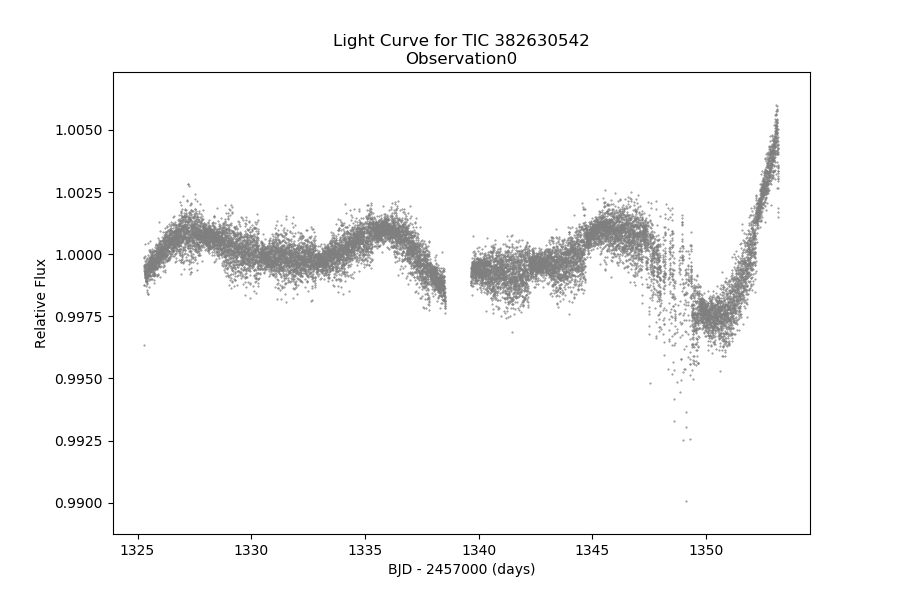 Light Curve for TIC 382630542
Observation0
1.0050
1.0025
1.0000
0.9975
0.9950
0.9925
0.9900
Relative Flux
1325 1330 1335 1340 1345 1350
BJD - 2457000 (days)